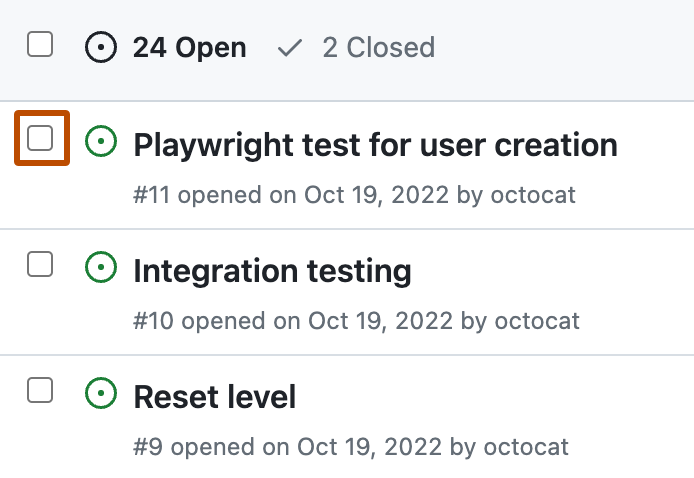 24 Open 2 Closed
Playwright test for user creation
#11 opened on Oct 19, 2022 by octocat
Integration testing
#10 opened on Oct 19, 2022 by octocat
Reset level
#9 opened on Oct 19, 2022 by octocat